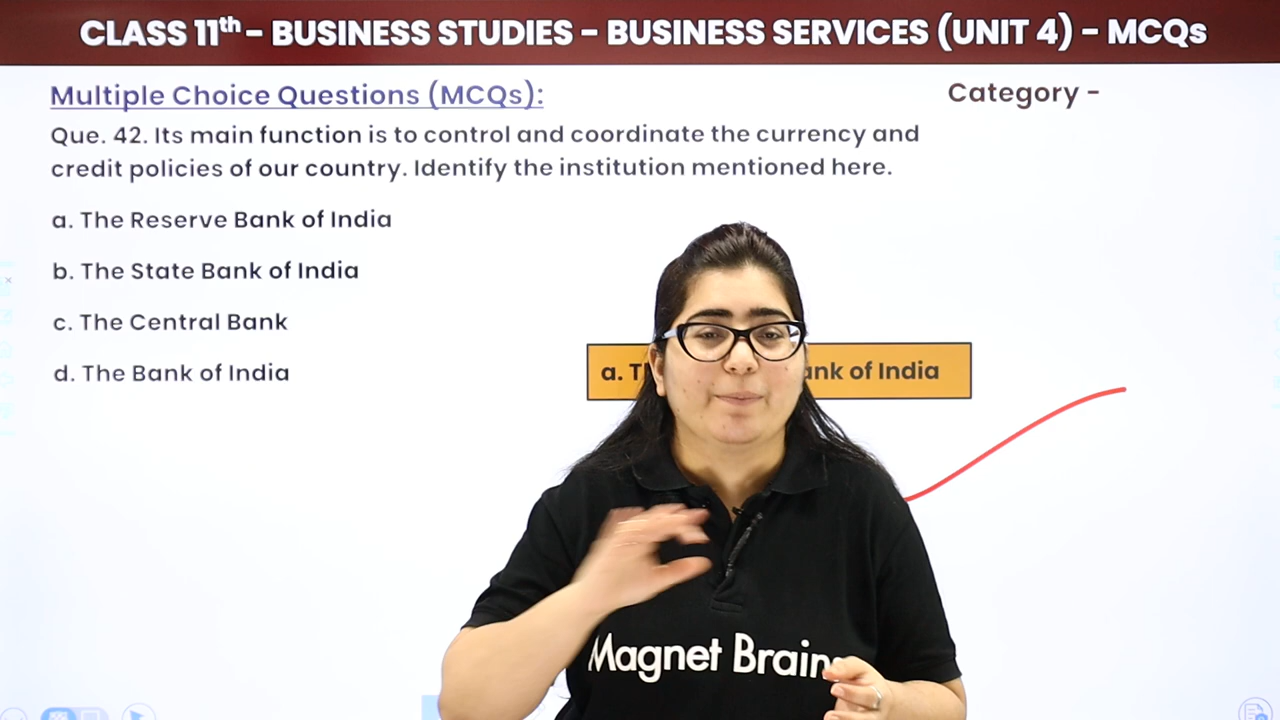 CLASS 11th - BUSINESS STUDIES - BUSINESS SERVICES (UNIT 4) - MCQs
Multiple Choice Questions (MCQs):
Category -
Que. 42. Its main function is to control and coordinate the currency and
credit policies of our country. Identify the institution mentioned here.
a. The Reserve Bank of India
b. The State Bank of India
c. The Central Bank
d. The Bank of India
a. of India
Magnet